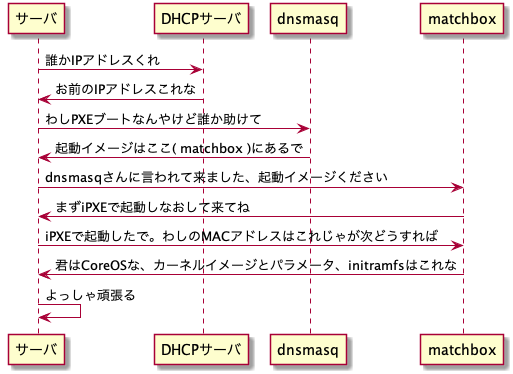 サーバ DHCPサーバ dnsmasq matchbox
誰かIPアドレスくれ
お前のIPアドレスこれな
わしPXEブートなんやけど誰か助けて
起動イメージはここ( matchbox )にあるで
dnsmasqさんに言われて来ました、起動イメージください
まずiPXEで起動しなおして来てね
iPXEで起動したで。わしのMACアドレスはこれじゃが次どうすれば
君はCoreOSな、カーネルイメージとパラメータ、initramfsはこれな
よっしゃ頑張る
サーバ DHCPサーバ dnsmasq matchbox